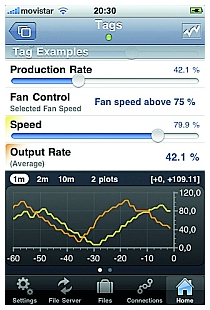 movistar 20:30
Tags
Tag Examples
Production Rate 42.1 %
Fan Control
Selected Fan Speed
Fan speed above 75 %
Speed 79.9 %
Output Rate
(Average)
42.1 %
1m 2m 10m 2 plots [+0, +109.11]
120,0
80,0
40,0
0,0
-60 -50 -40 -30 -20 -10 0
Settings File Server Files Connections Home